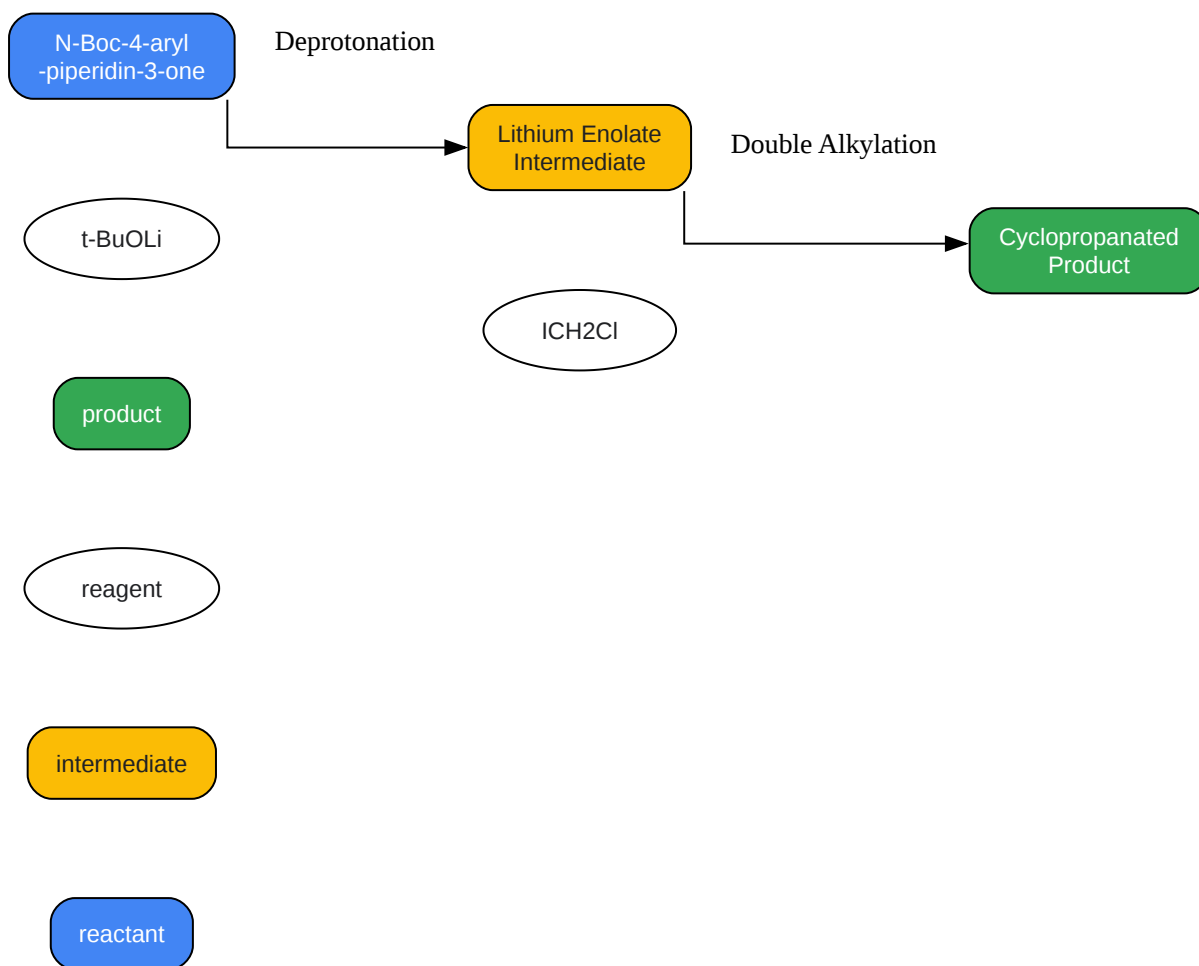 N-Boc-4-aryl
-piperidin-3-one
Deprotonation
Lithium Enolate
Intermediate
Double Alkylation
t-BuOLi
Cyclopropanated
Product
ICH2Cl
product
reagent
intermediate
reactant